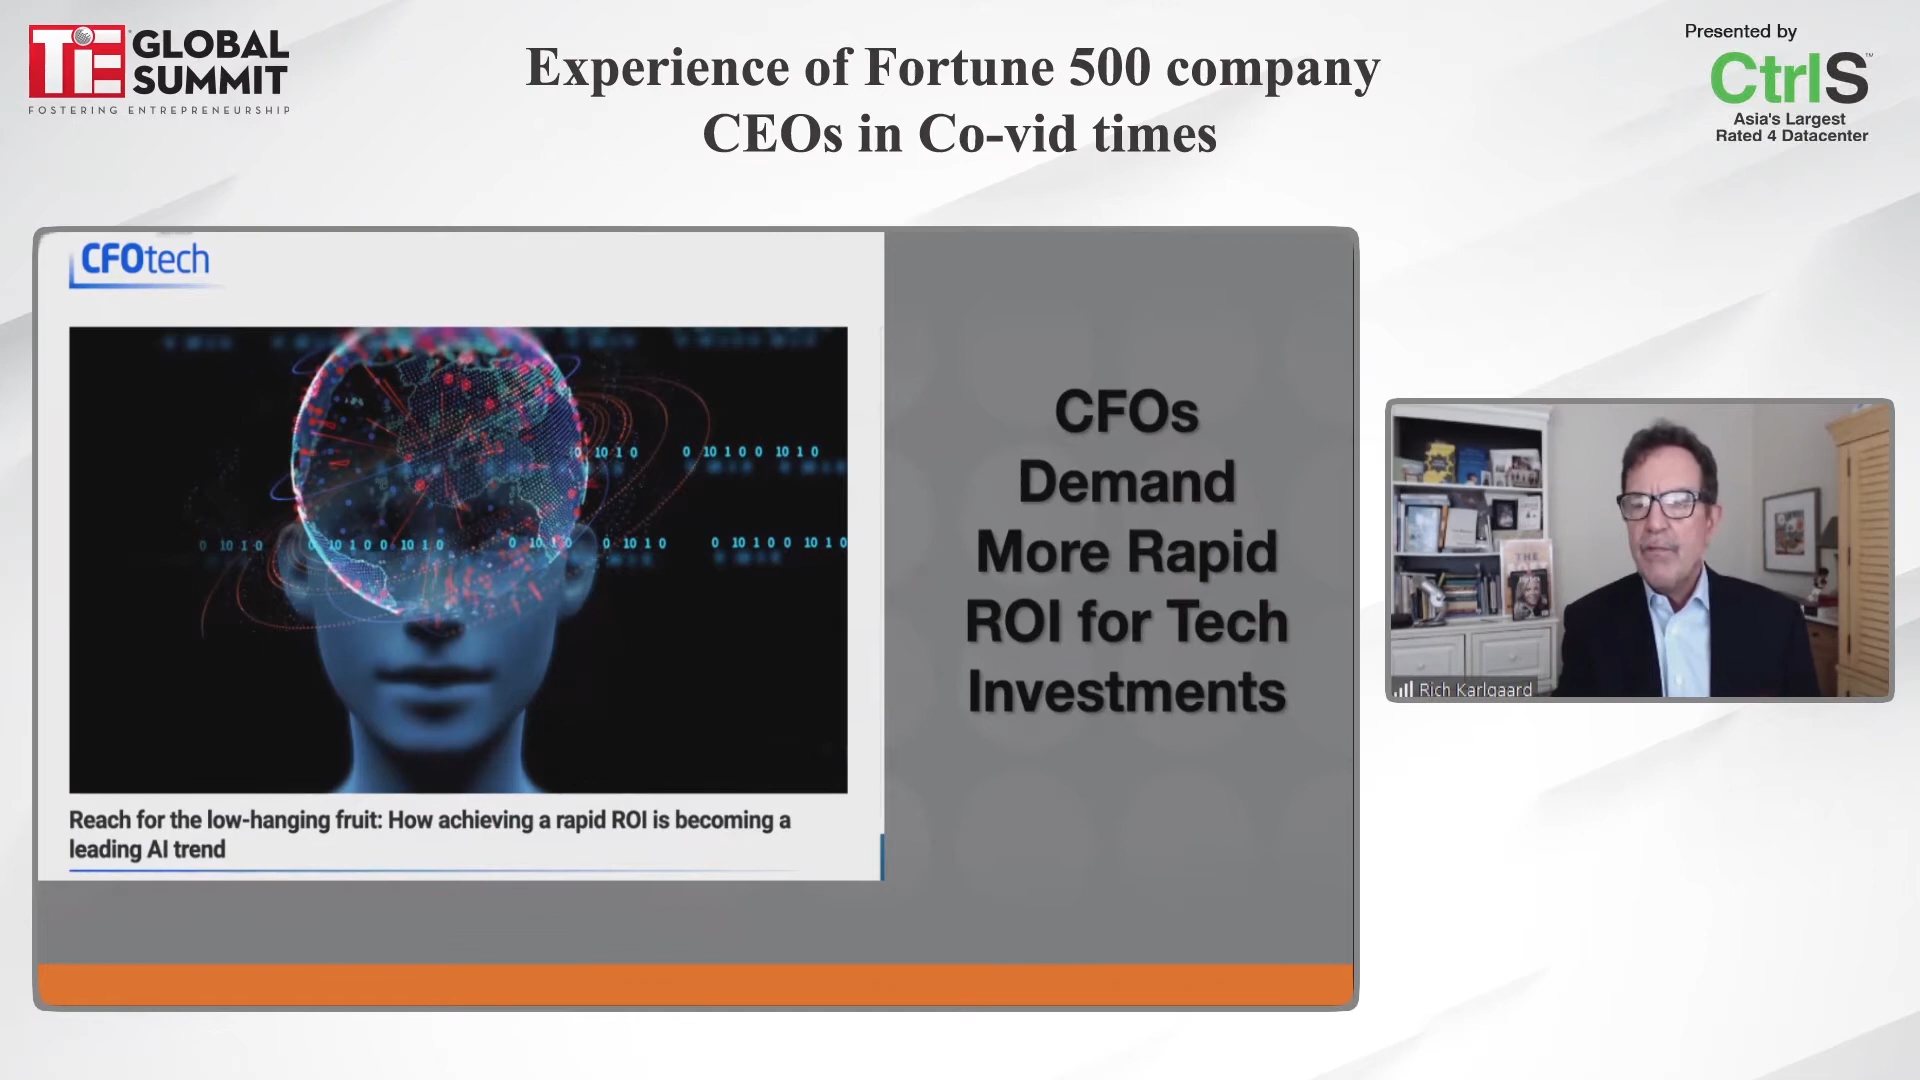 TiE GLOBAL
SUMMIT
FOSTERING ENTREPRENEURSHIP
Experience of Fortune 500 company
CEOs in Co-vid times
Presented by
CtrlS™
Asia's Largest
Rated 4 Datacenter
CFOtech
0 10 1 0
0 10 1 0 0 10 1 0
0 10 1 0
0 10 1 0 0 10 1 0
0 10 1 0
0 10 1 0
0 10 1 0 0 10 1 0
Reach for the low-hanging fruit: How achieving a rapid ROI is becoming a
leading AI trend
CFOs
Demand
More Rapid
ROI for Tech
Investments
THE
Rich Karlgaard